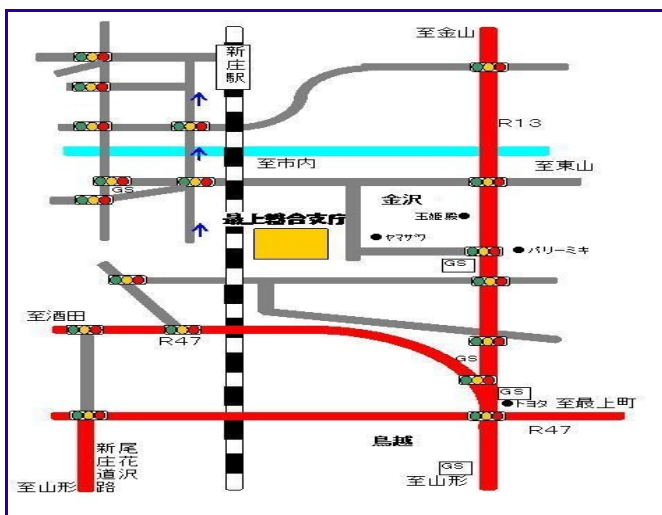 至金山
新庄駅
R13
至市内
至東山
GS
金沢
玉姫殿
最上総合支庁
ヤマザワ
パリーミキ
GS
至酒田
R47
GS
GS
トヨタ
至最上町
R47
鳥越
尾花沢
新庄道路
GS
至山形
至山形